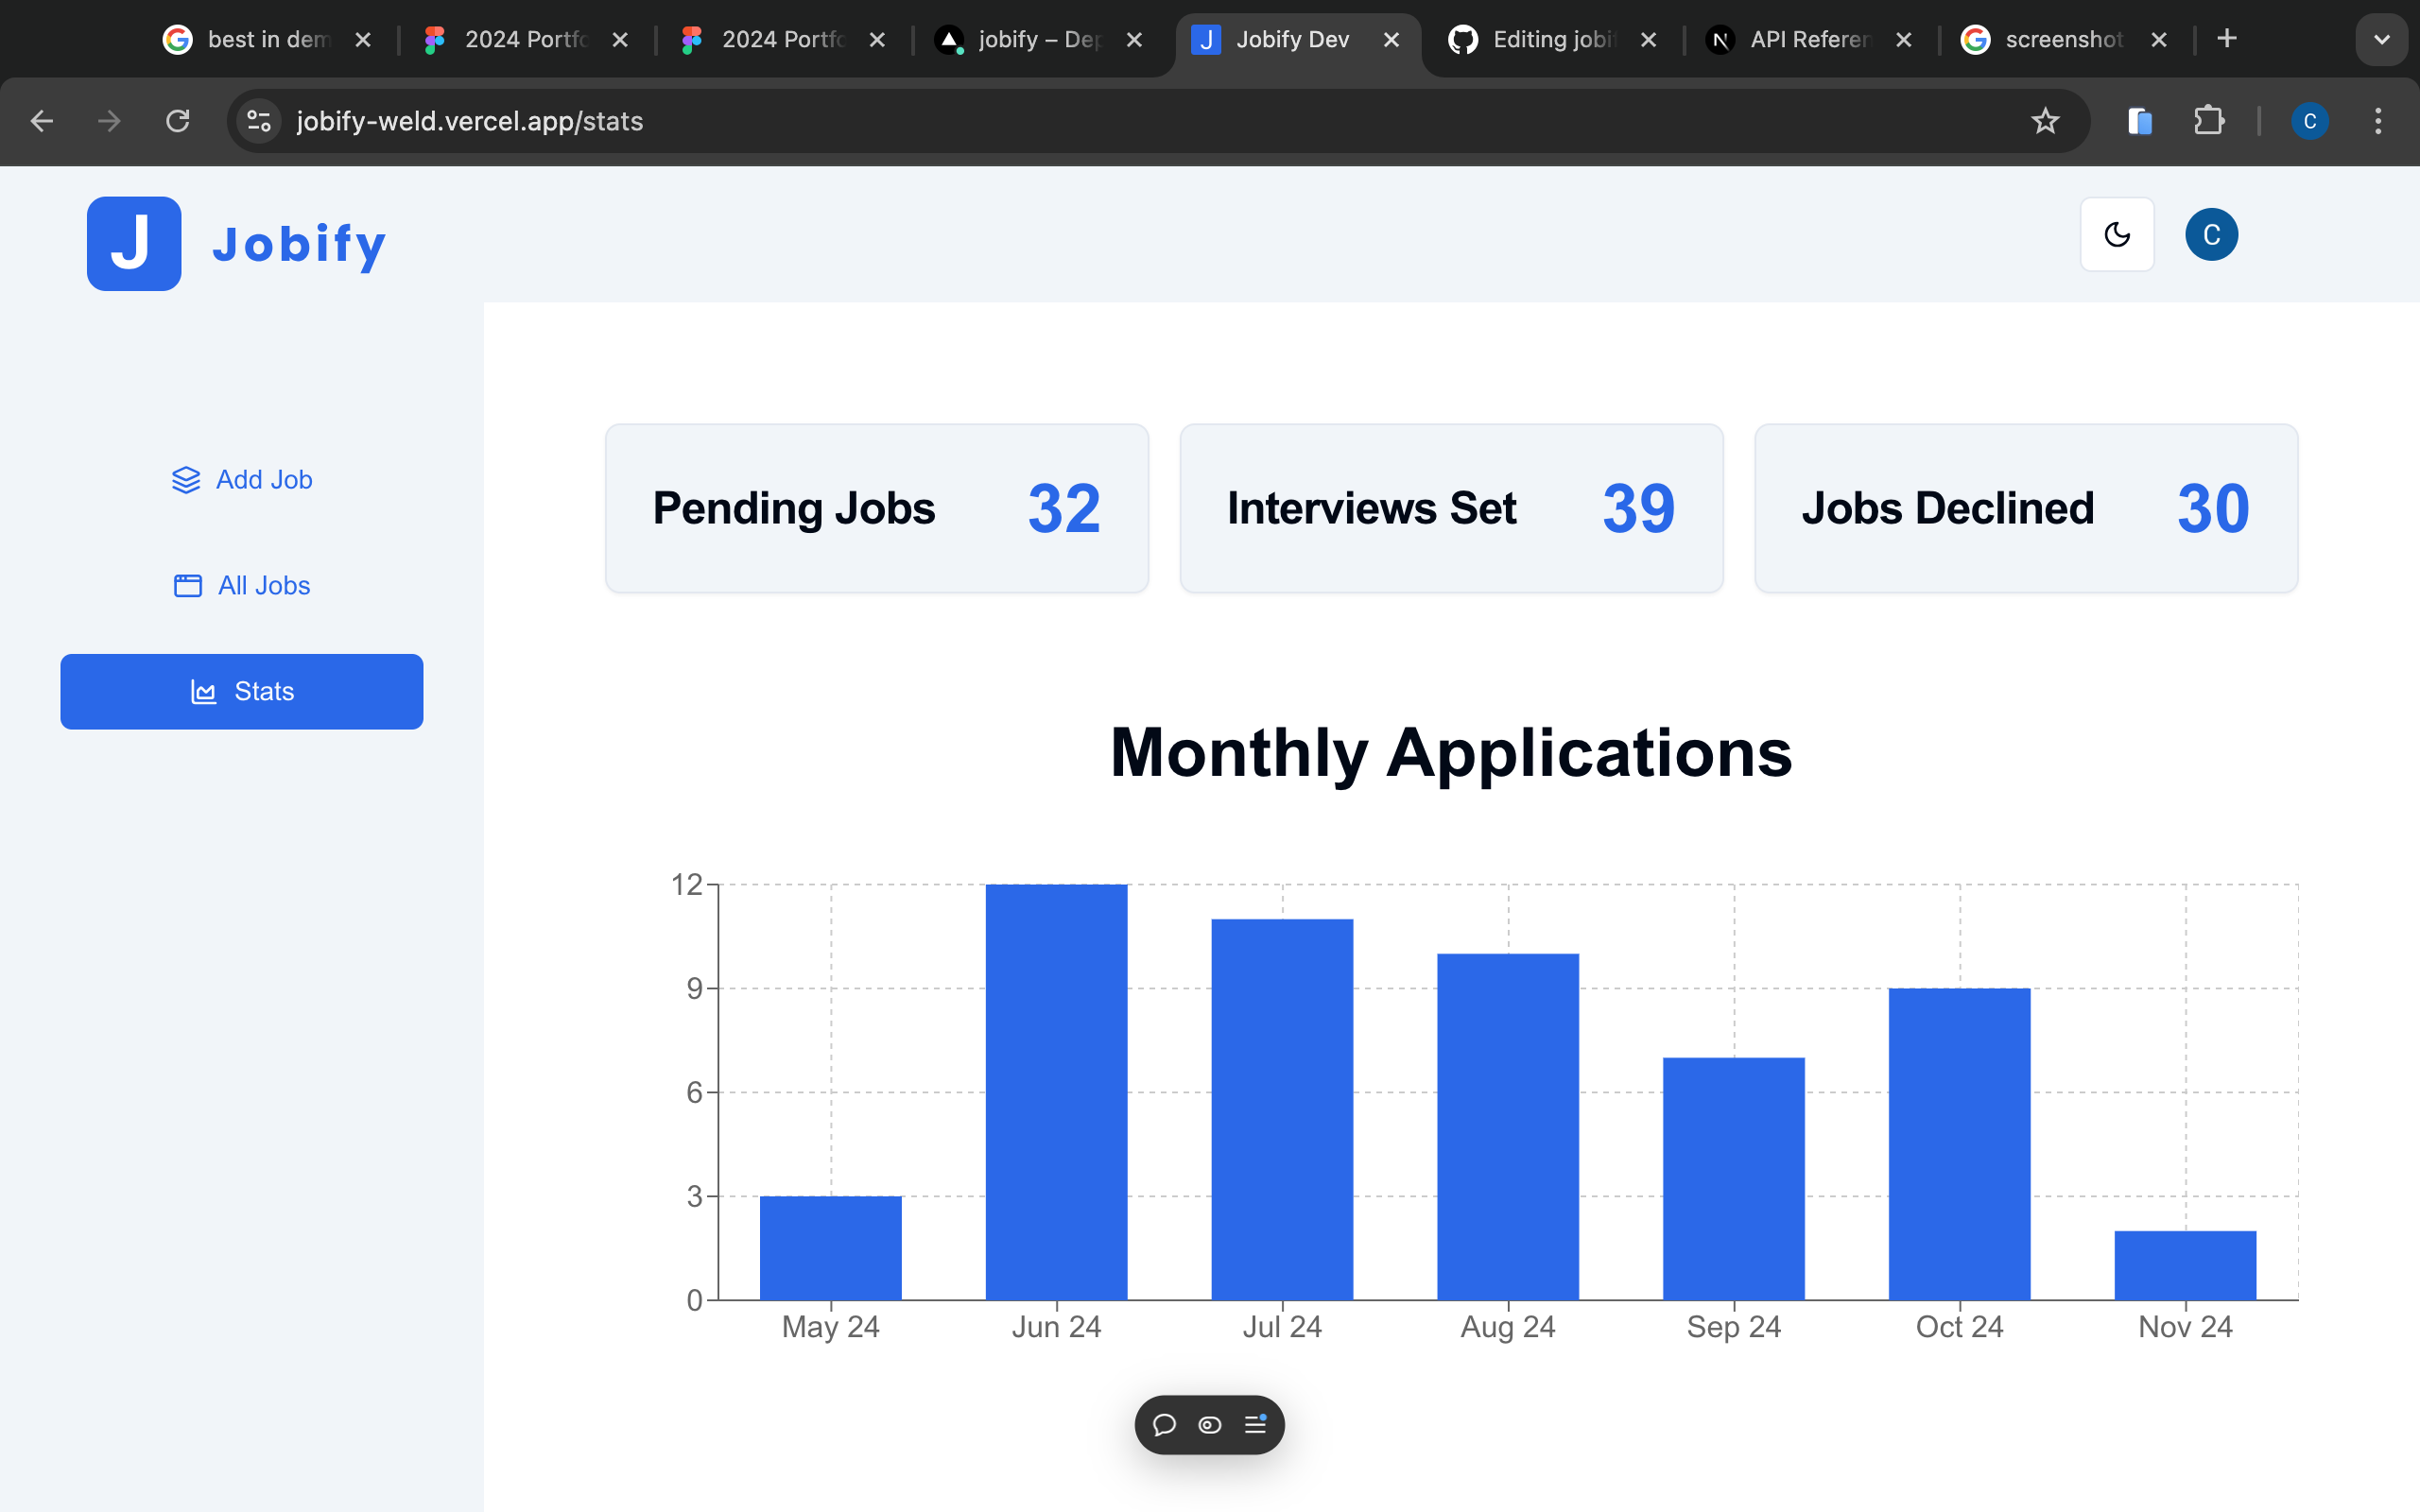 best in dem
2024 Portfo
2024 Portfo
jobify – Dep
J Jobify Dev
Editing jobi
N API Referen
screenshot
jobify-weld.vercel.app/stats
C
J Jobify
C
Add Job
All Jobs
Stats
Pending Jobs 32
Interviews Set 39
Jobs Declined 30
Monthly Applications
12
9
6
3
0
May 24 Jun 24 Jul 24 Aug 24 Sep 24 Oct 24 Nov 24